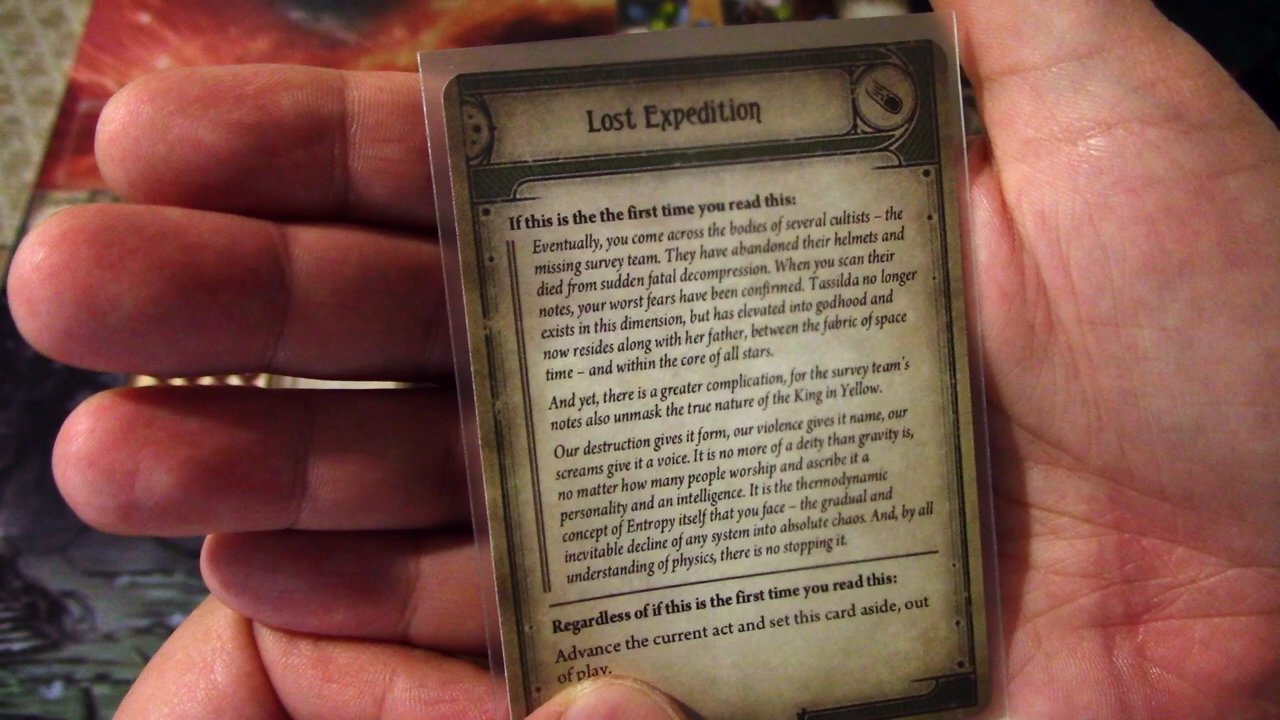 Lost Expedition
If this is the the first time you read this:
Eventually, you come across the bodies of several cultists – the
missing survey team. They have abandoned their helmets and
died from sudden fatal decompression. When you scan their
notes, your worst fears have been confirmed. Tassilda no longer
exists in this dimension, but has elevated into godhood and
now resides along with her father, between the fabric of space
time – and within the core of all stars.
And yet, there is a greater complication, for the survey team's
notes also unmask the true nature of the King in Yellow.
Our destruction gives it form, our violence gives it name, our
screams give it a voice. It is no more of a deity than gravity is,
no matter how many people worship and ascribe it a
personality and an intelligence. It is the thermodynamic
concept of Entropy itself that you face – the gradual and
inevitable decline of any system into absolute chaos. And, by all
understanding of physics, there is no stopping it.
Regardless of if this is the first time you read this:
Advance the current act and set this card aside, out
of play.